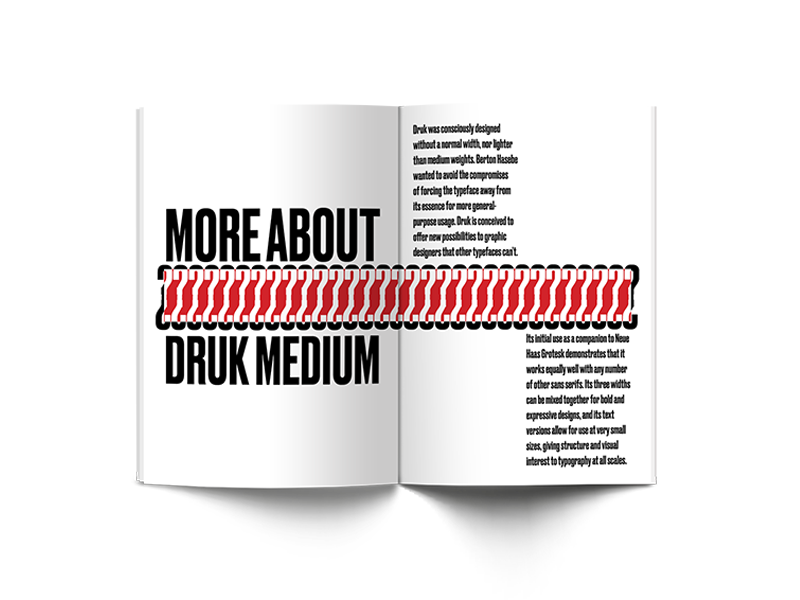 MORE ABOUT
DRUK MEDIUM
Druk was consciously designed
without a normal width, nor lighter
than medium weights. Berton Hasebe
wanted to avoid the compromises
of forcing the typeface away from
its essence for more general-
purpose usage. Druk is conceived to
offer new possibilities to graphic
designers that other typefaces can't.
Its initial use as a companion to Neue
Haas Grotesk demonstrates that it
works equally well with any number
of other sans serifs. Its three widths
can be mixed together for bold and
expressive designs, and its text
versions allow for use at very small
sizes, giving structure and visual
interest to typography at all scales.